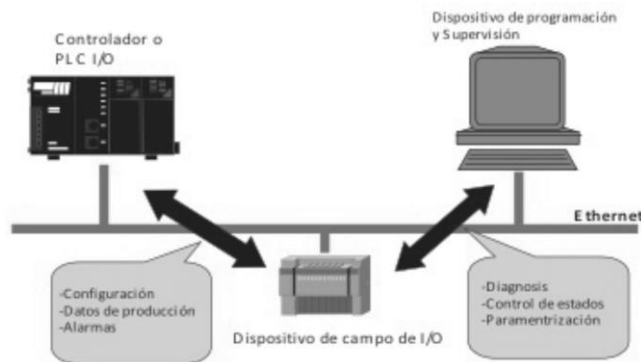 Controlador o
PLC I/O
Dispositivo de programación
y Supervisión
Ethernet
-Configuración
-Datos de producción
-Alarmas
-Diagnosis
-Control de estados
-Paramentrización
Dispositivo de campo de I/O